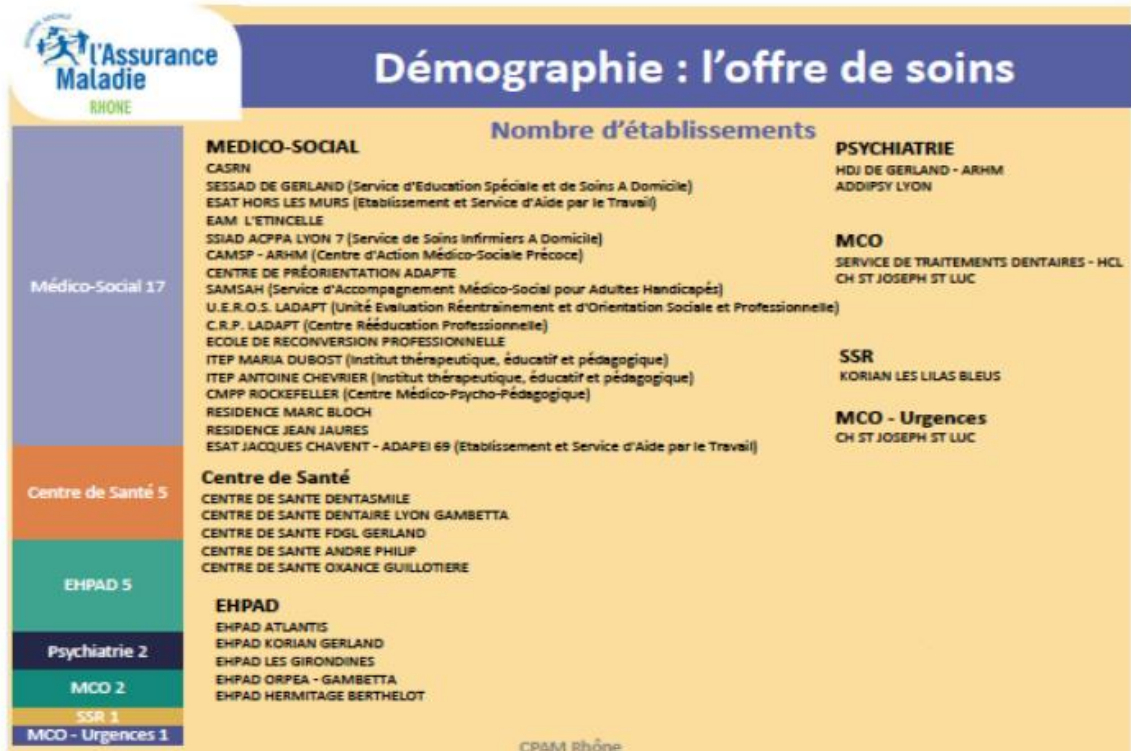 l'Assurance
Maladie
RHONE
Démographie : l'offre de soins
Nombre d'établissements
Médico-Social 17
Centre de Santé 5
EHPAD 5
Psychiatrie 2
MCO 2
SSR 1
MCO - Urgences 1
MEDICO-SOCIAL
CASRN
SESSAD DE GERLAND (Service d'Education Spéciale et de Soins A Domicile)
ESAT HORS LES MURS (Etablissement et Service d'Aide par le Travail)
EAM L'ETINCELLE
SSIAD ACPPA LYON 7 (Service de Soins Infirmiers A Domicile)
CAMSP - ARHM (Centre d'Action Médico-Sociale Précoce)
CENTRE DE PRÉORIENTATION ADAPTE
SAMSAH (Service d'Accompagnement Médico-Social pour Adultes Handicapés)
U.E.R.O.S. LADAPT (Unité Evaluation Réentrainement et d'Orientation Sociale et Professionnelle)
C.R.P. LADAPT (Centre Rééducation Professionnelle)
ECOLE DE RECONVERSION PROFESSIONNELLE
ITEP MARIA DUBOST (Institut thérapeutique, éducatif et pédagogique)
ITEP ANTOINE CHEVRIER (Institut thérapeutique, éducatif et pédagogique)
CMPP ROCKEFELLER (Centre Médico-Psycho-Pédagogique)
RESIDENCE MARC BLOCH
RESIDENCE JEAN JAURES
ESAT JACQUES CHAVENT - ADAPEI 69 (Etablissement et Service d'Aide par le Travail)
Centre de Santé
CENTRE DE SANTE DENTASMILE
CENTRE DE SANTE DENTAIRE LYON GAMBETTA
CENTRE DE SANTE FDGL GERLAND
CENTRE DE SANTE ANDRE PHILIP
CENTRE DE SANTE OXANCE GUILLOTIERE
EHPAD
EHPAD ATLANTIS
EHPAD KORIAN GERLAND
EHPAD LES GIRONDINES
EHPAD ORPEA - GAMBETTA
EHPAD HERMITAGE BERTHELOT
PSYCHIATRIE
HDJ DE GERLAND - ARHM
ADDIPSY LYON
MCO
SERVICE DE TRAITEMENTS DENTAIRES - HCL
CH ST JOSEPH ST LUC
SSR
KORIAN LES LILAS BLEUS
MCO - Urgences
CH ST JOSEPH ST LUC
CPAM Rhône